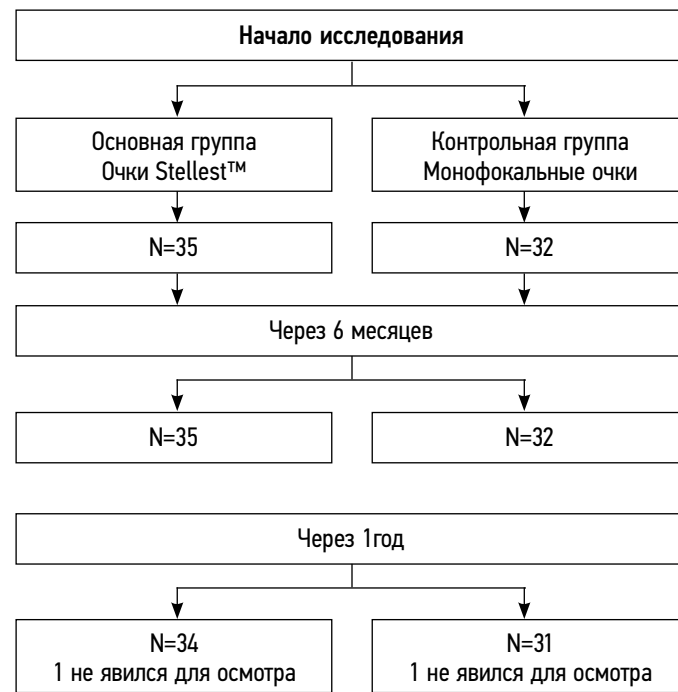 Начало исследования
Основная группа
Очки Stellest™
Контрольная группа
Монофокальные очки
N=35
N=32
Через 6 месяцев
N=35
N=32
Через 1год
N=34
1 не явился для осмотра
N=31
1 не явился для осмотра